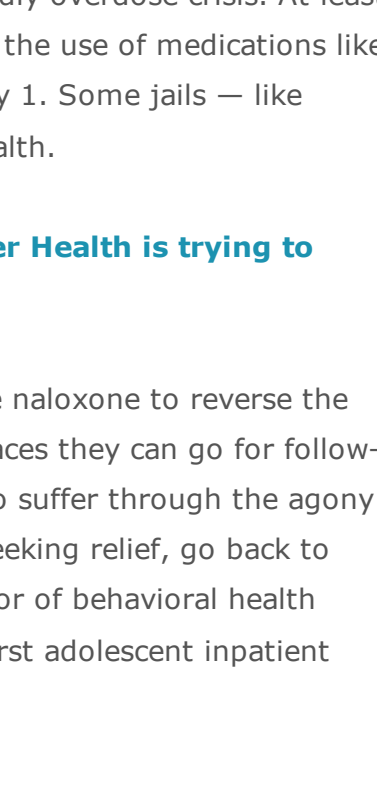 overdose crisis. At least
the use of medications like
y 1. Some jails — like
alth.
er Health is trying to
e naloxone to reverse the
nces they can go for follow-
o suffer through the agony
eeking relief, go back to
or of behavioral health
rst adolescent inpatient